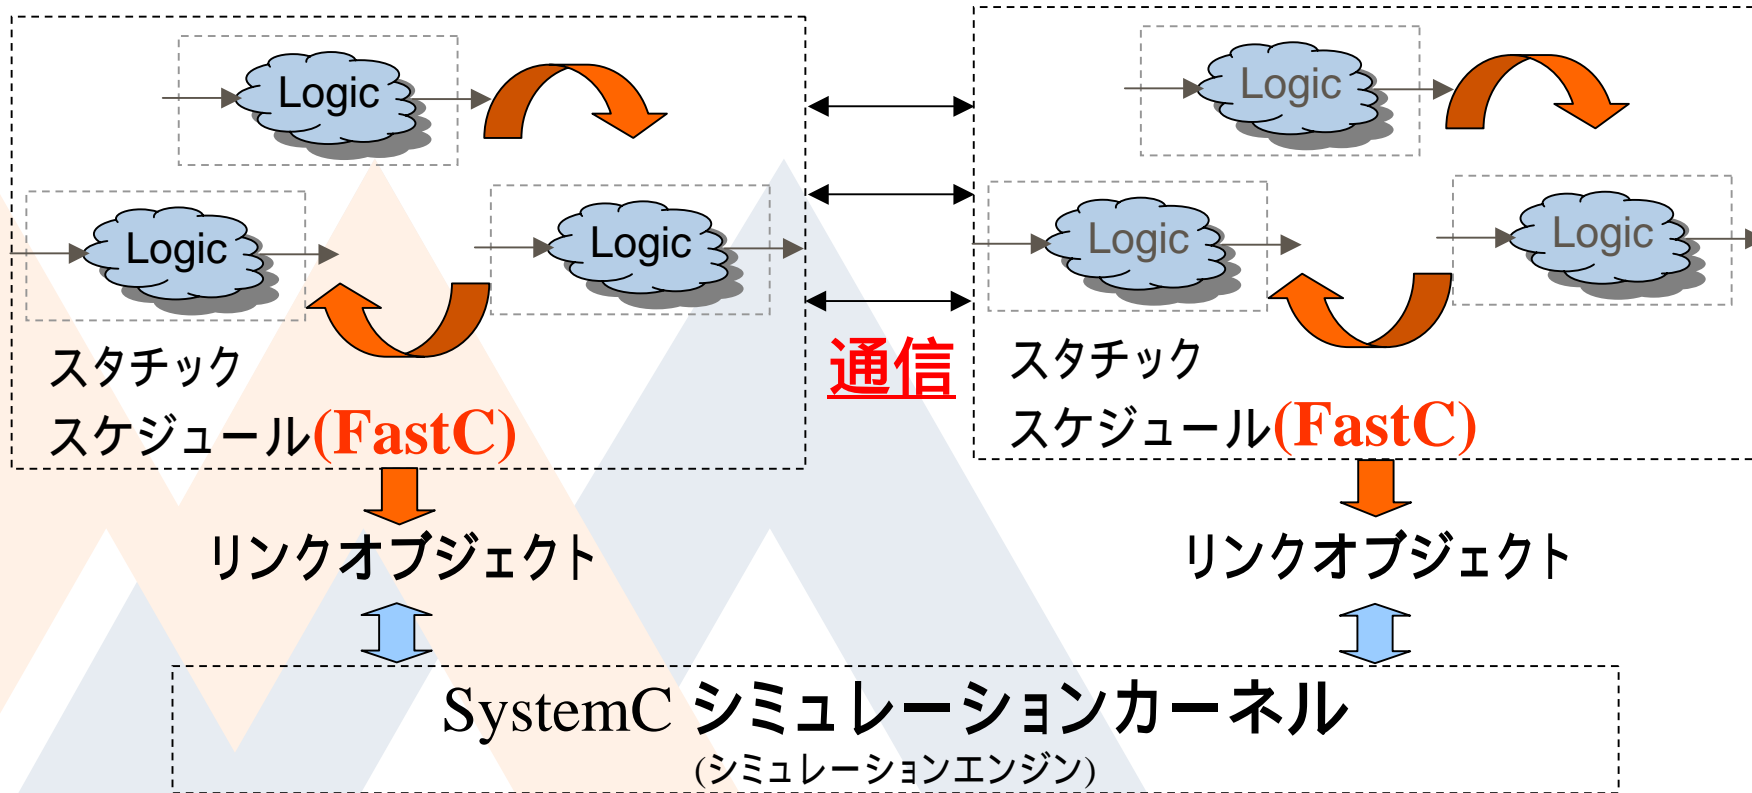 Logic
Logic
Logic
スタチック
スケジュール(FastC)
通信
Logic
Logic
Logic
スタチック
スケジュール(FastC)
リンクオブジェクト
リンクオブジェクト
SystemC シミュレーションカーネル
(シミュレーションエンジン)